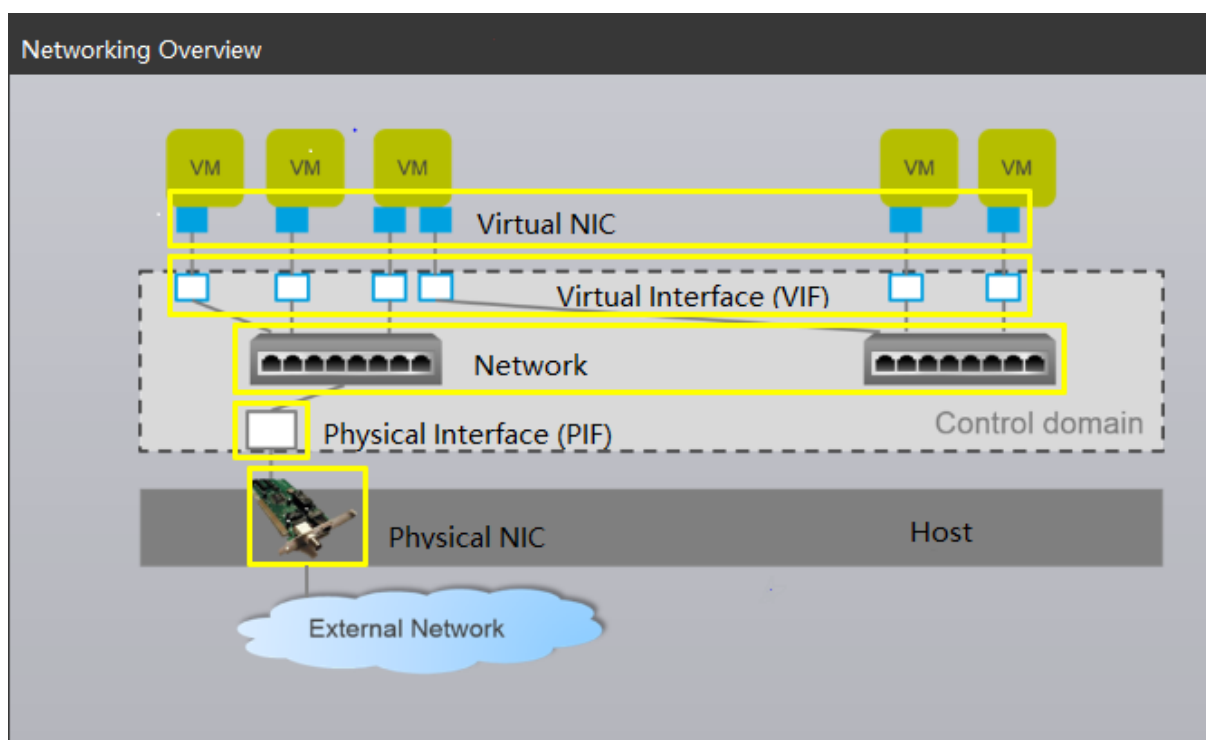 Networking Overview
VM VM VM VM VM
Virtual NIC
Virtual Interface (VIF)
Network
Control domain
Physical Interface (PIF)
Physical NIC
Host
External Network